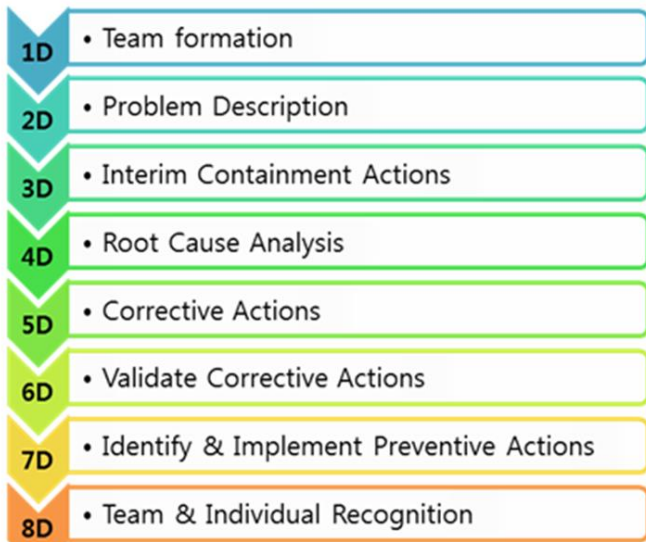 1D • Team formation
2D • Problem Description
3D • Interim Containment Actions
4D • Root Cause Analysis
5D • Corrective Actions
6D • Validate Corrective Actions
7D • Identify & Implement Preventive Actions
8D • Team & Individual Recognition